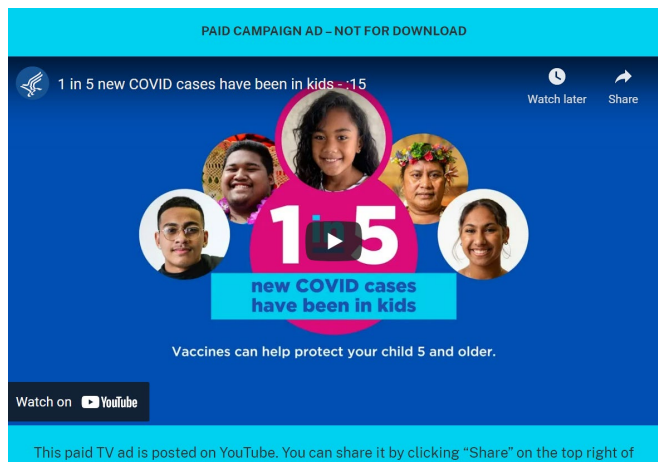 PAID CAMPAIGN AD – NOT FOR DOWNLOAD
1 in 5 new COVID cases have been in kids - :15
Watch later
Share
1 in 5
new COVID cases
have been in kids
Vaccines can help protect your child 5 and older.
Watch on YouTube
This paid TV ad is posted on YouTube. You can share it by clicking “Share” on the top right of